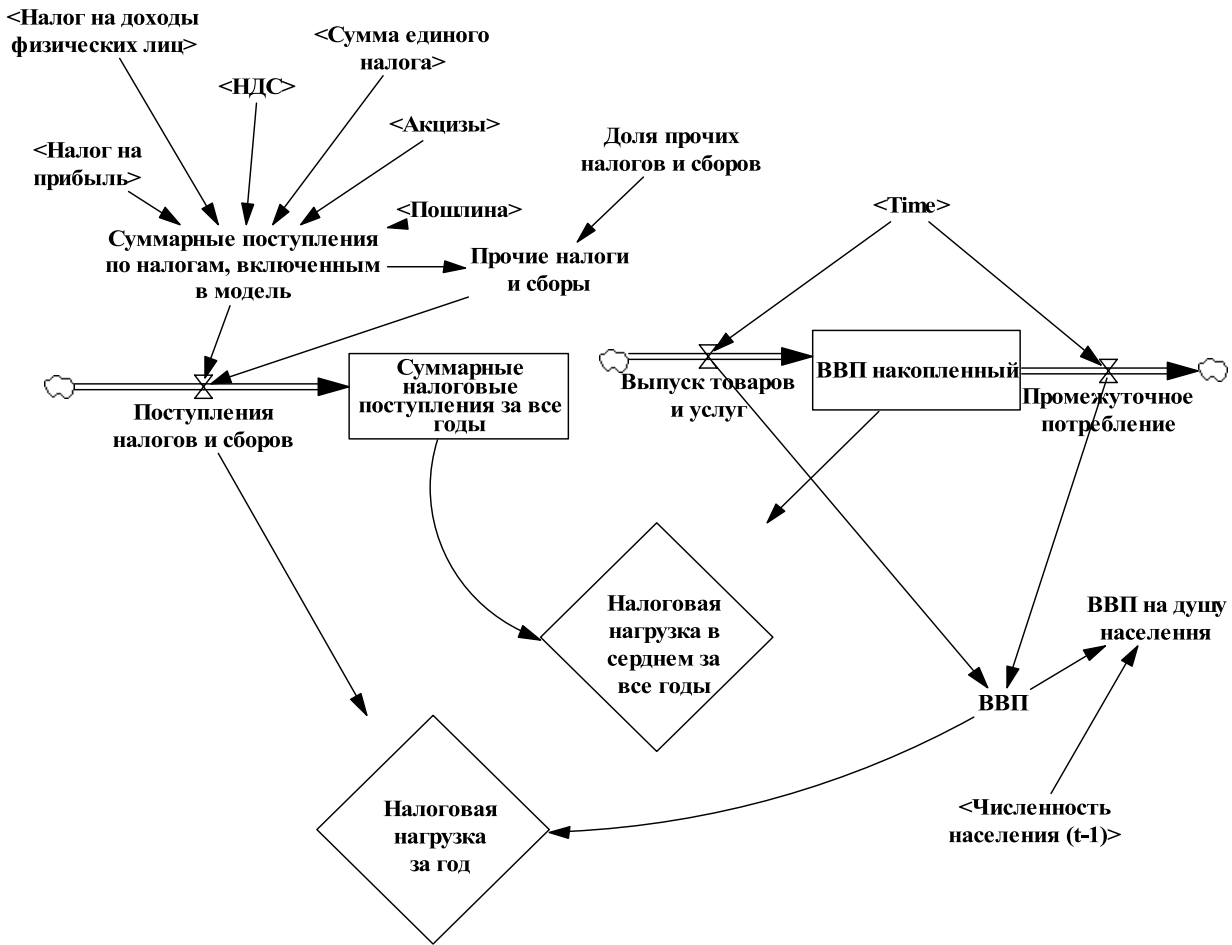 <Налог на доходы
физических лиц>
<Сумма единого
налога>
<НДС>
<Акцизы>
<Налог на
прибыль>
Доля прочих
налогов и сборов
<Пошлина>
<Time>
Суммарные поступления
по налогам, включенным
в модель
Прочие налоги
и сборы
Поступления
налогов и сборов
Суммарные
налоговые
поступления за все
годы
Выпуск товаров
и услуг
ВВП накопленный
Промежуточное
потребление
Налоговая
нагрузка в
серднем за
все годы
ВВП на душу
населення
ВВП
Налоговая
нагрузка
за год
<Численность
населения (t-1)>